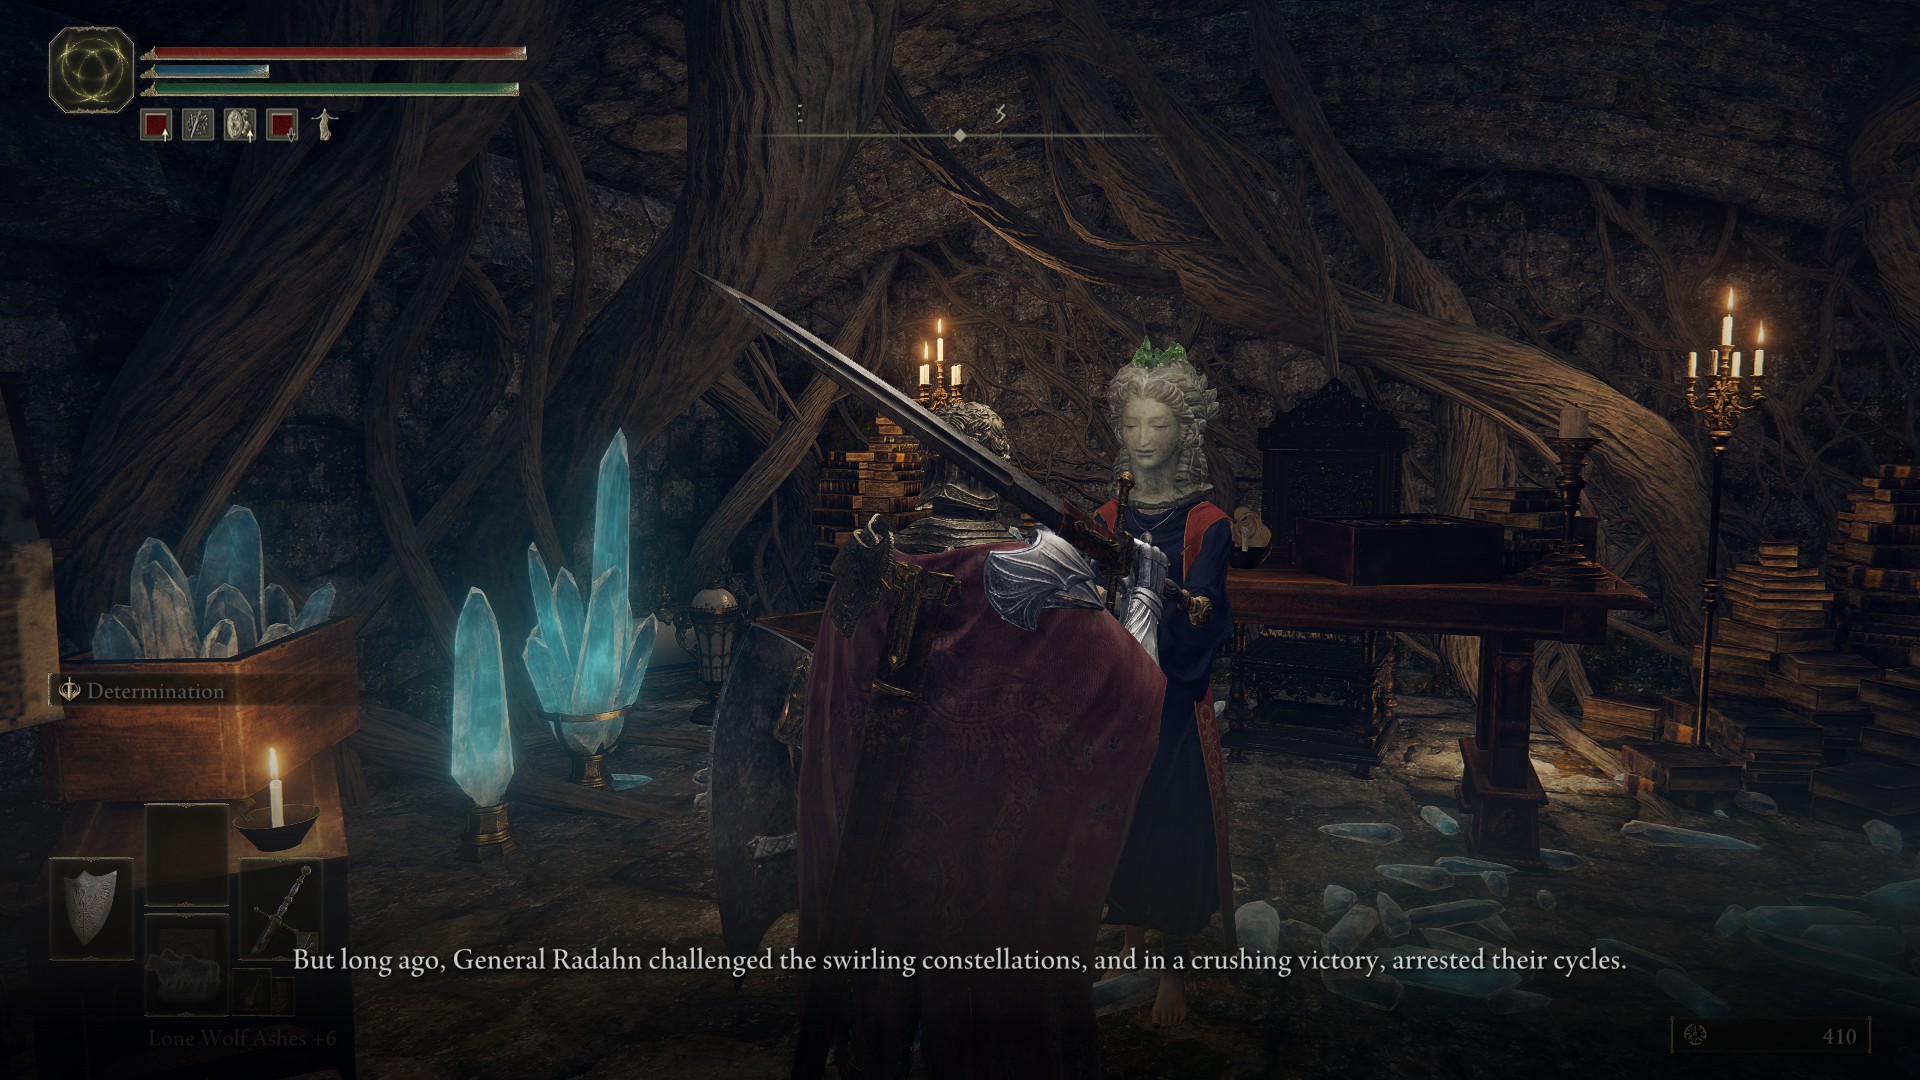 S
Determination
But long ago, General Radahn challenged the swirling constellations, and in a crushing victory, arrested their cycles.
Lone Wolf Ashes +6
410